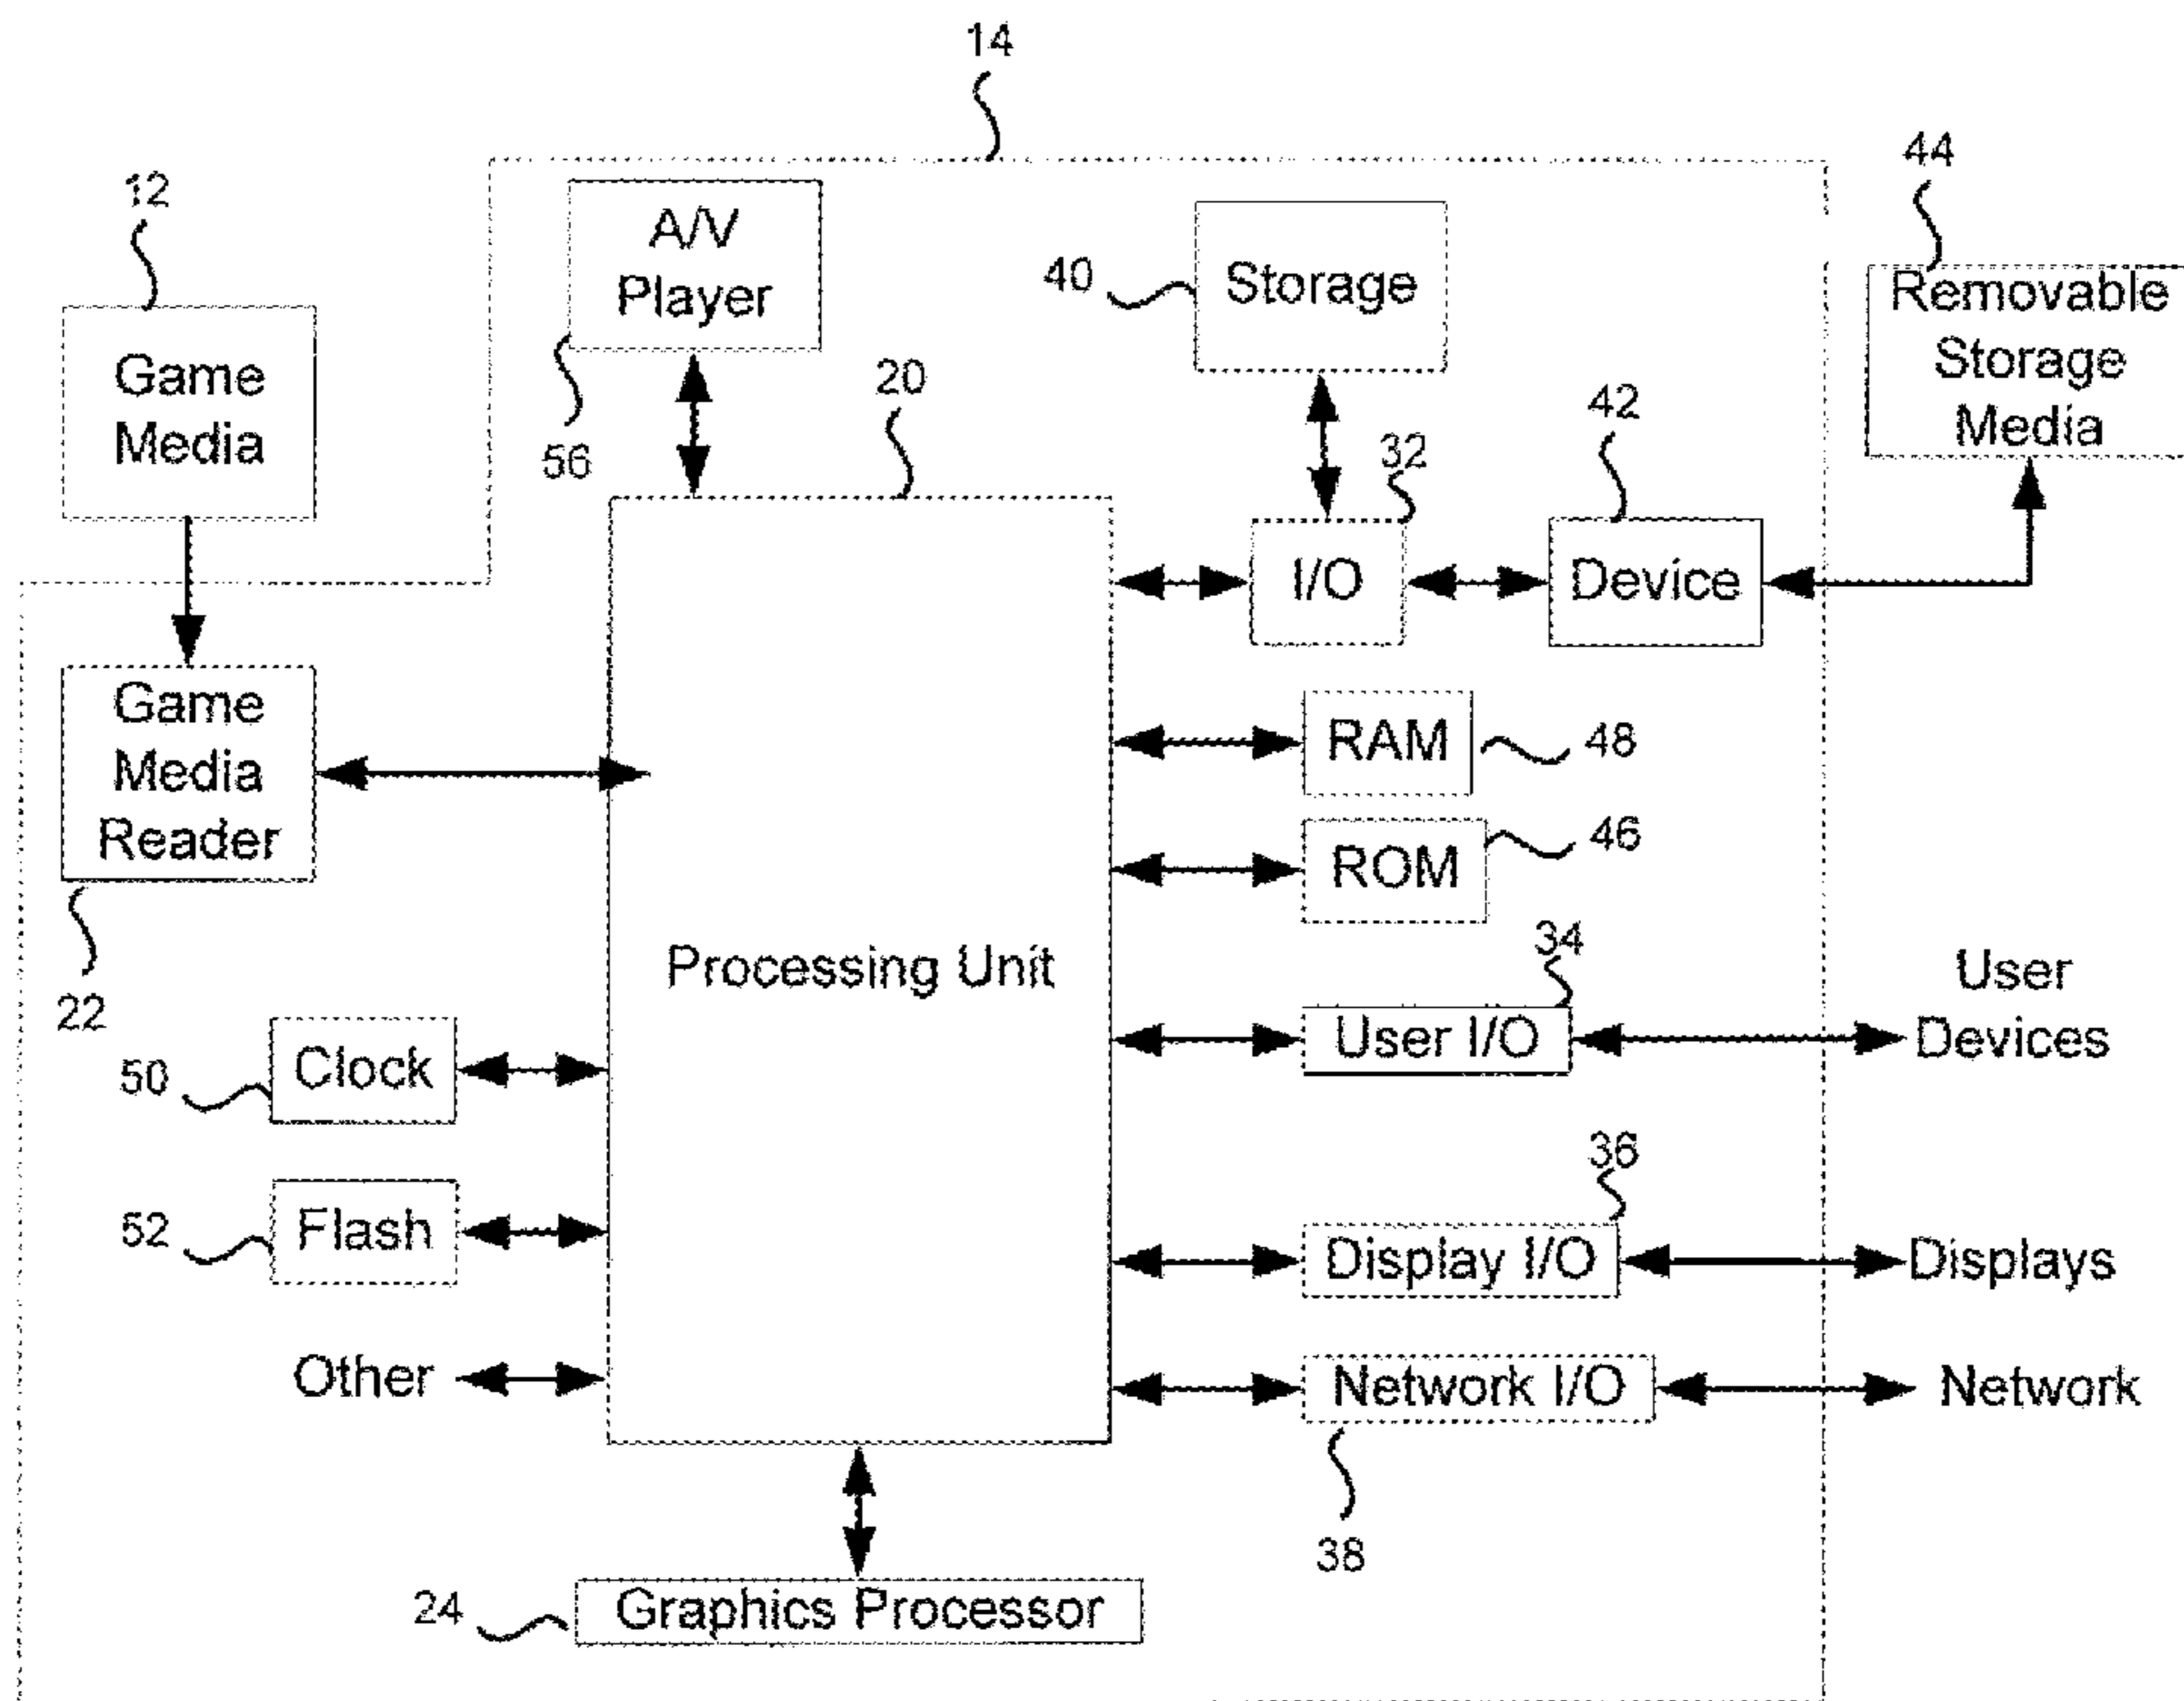 14
44
12
A/V
Player
40
Storage
Removable
Storage
Media
Game
Media
56
20
32
42
I/O
Device
Game
Media
Reader
22
RAM
48
ROM
46
Processing Unit
34
User I/O
User
Devices
50
Clock
36
52
Flash
Display I/O
Displays
Other
Network I/O
Network
38
24
Graphics Processor